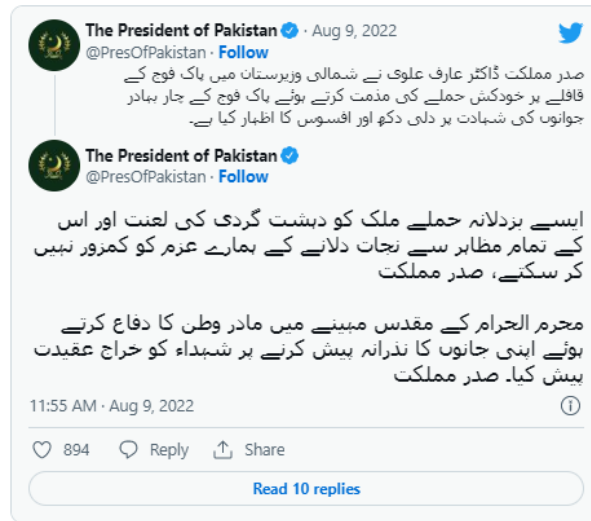 The President of Pakistan · Aug 9, 2022
@PresOfPakistan · Follow
صدر مملکت ڈاکٹر عارف علوی نے شمالی وزیرستان میں پاک فوج کے
قافلے پر خودکش حملے کی مذمت کرتے ہوئے پاک فوج کے چار بہادر
جوانوں کی شہادت پر دلی دکھ اور افسوس کا اظہار کیا ہے۔
The President of Pakistan
@PresOfPakistan · Follow
ایسے بزدلانہ حملے ملک کو دہشت گردی کی لعنت اور اس
کے تمام مظاہر سے نجات دلانے کے ہمارے عزم کو کمزور نہیں
کر سکتے، صدر مملکت
محرم الحرام کے مقدس مہینے میں مادر وطن کا دفاع کرتے
ہوئے اپنی جانوں کا نذرانہ پیش کرنے پر شہداء کو خراج عقیدت
پیش کیا۔ صدر مملکت
11:55 AM · Aug 9, 2022
894 Reply Share
Read 10 replies